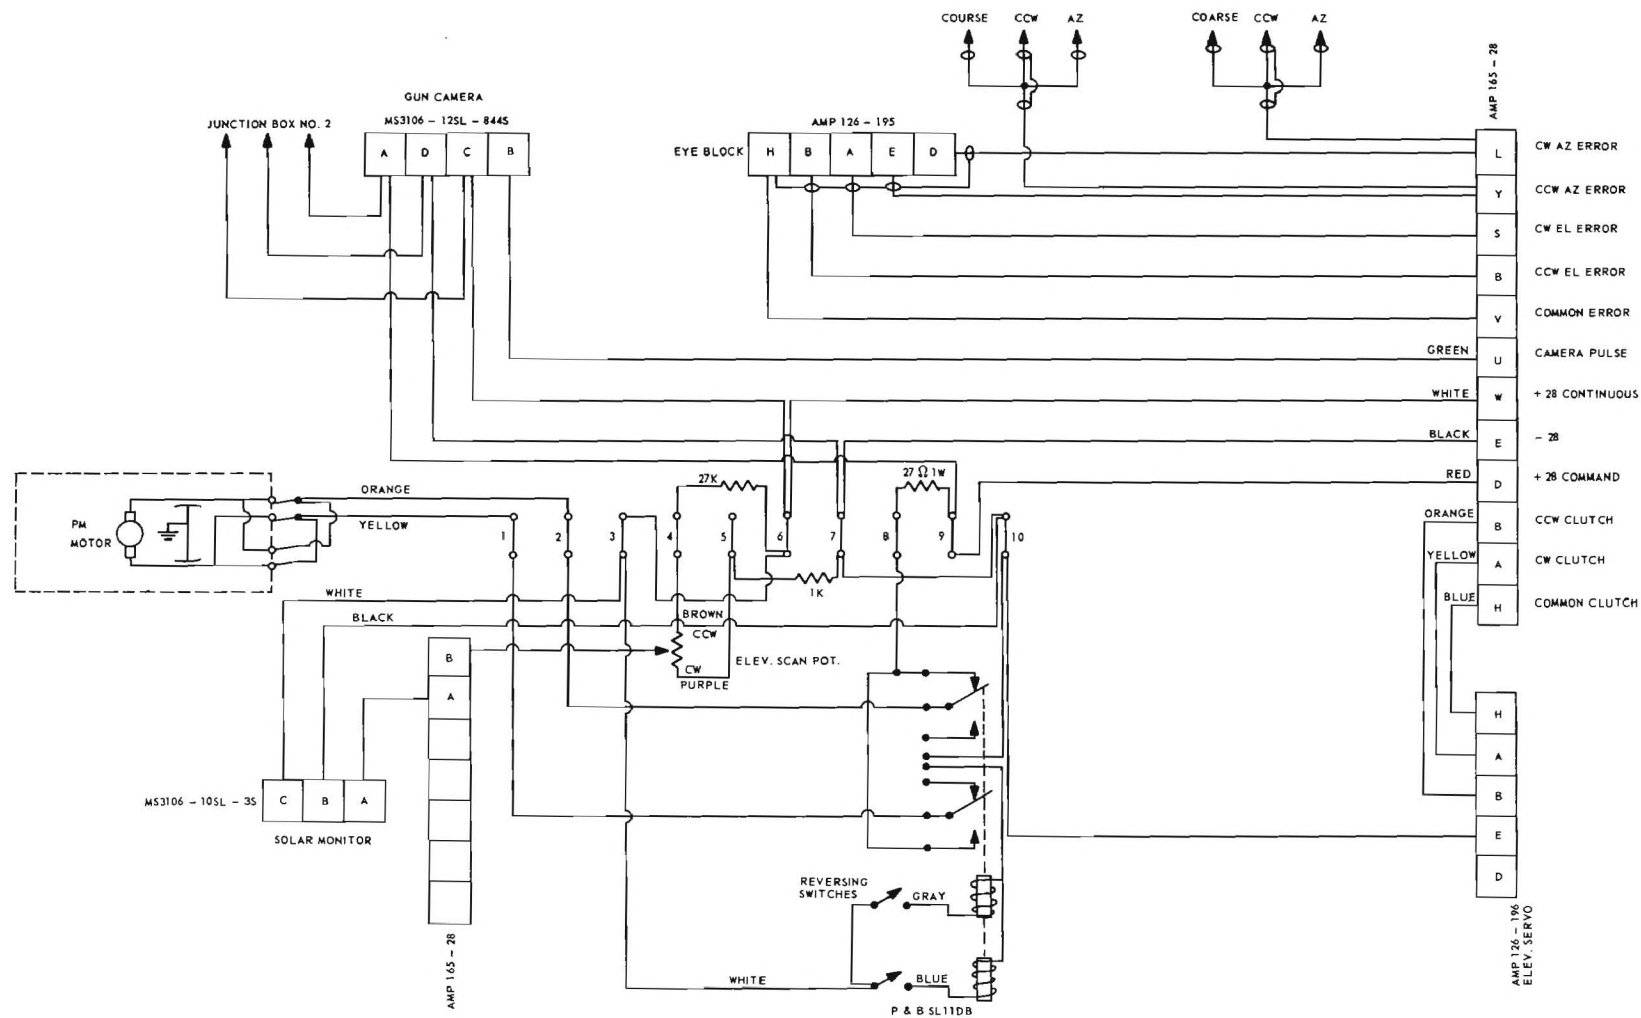 COURSE CCW AZ
COARSE CCW AZ
AMP 165 - 28
GUN CAMERA
JUNCTION BOX NO. 2
MS3106 - 12SL - 844S
A D C B
AMP 126 - 195
EYE BLOCK H B A E D
L CW AZ ERROR
Y CCW AZ ERROR
S CW EL ERROR
B CCW EL ERROR
V COMMON ERROR
GREEN U CAMERA PULSE
WHITE W + 28 CONTINUOUS
BLACK E - 28
RED D + 28 COMMAND
ORANGE B CCW CLUTCH
YELLOW A CW CLUTCH
BLUE H COMMON CLUTCH
27K
27 Ω 1W
ORANGE
YELLOW
PM
MOTOR
1 2 3 4 5 6 7 8 9 10
1K
WHITE
BLACK
BROWN
CCW
CW
PURPLE
ELEV. SCAN POT.
B
A
MS3106 - 10SL - 3S C B A
SOLAR MONITOR
AMP 165 - 28
H
A
B
E
D
AMP 126 - 196
ELEV. SERVO
REVERSING
SWITCHES
GRAY
WHITE
BLUE
P & B SL11DB